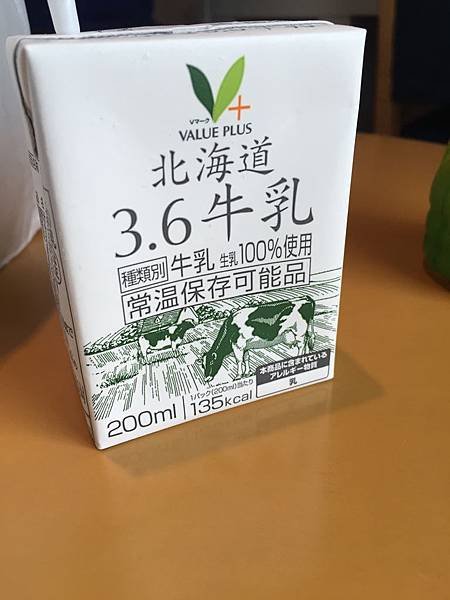 Vマーク
VALUE PLUS
北海道
3.6牛乳
種類別 牛乳 生乳100%使用
常温保存可能品
本商品に含まれている
アレルギー物質
乳
200ml
1パック(200ml)当たり
135kcal